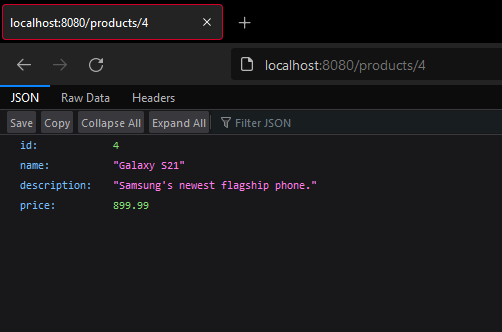 localhost:8080/products/4
localhost:8080/products/4
JSON Raw Data Headers
Save Copy Collapse All Expand All Filter JSON
id: 4
name: "Galaxy S21"
description: "Samsung's newest flagship phone."
price: 899.99